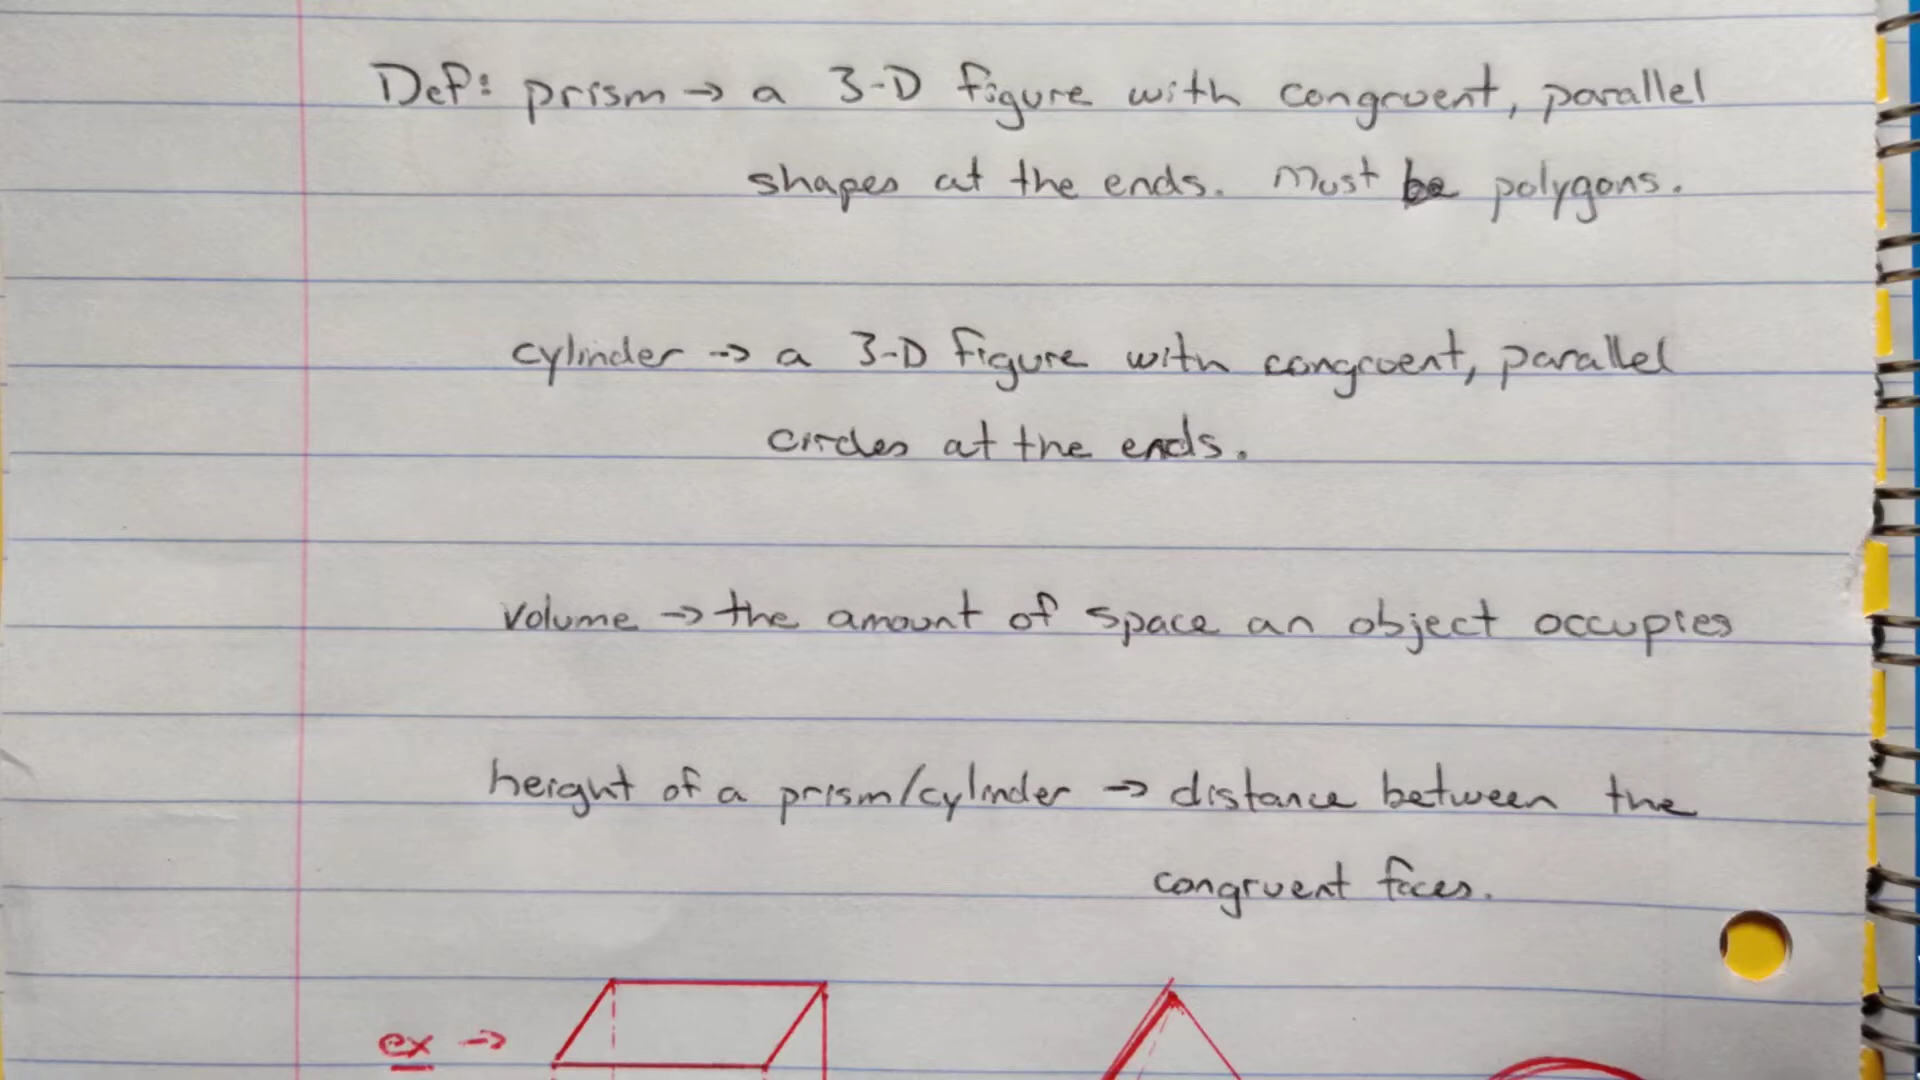 Def: prism → a 3-D figure with congruent, parallel
shapes at the ends. Must be polygons.
cylinder → a 3-D figure with congruent, parallel
circles at the ends.
volume → the amount of space an object occupies
height of a prism/cylinder → distance between the
congruent faces.
ex →